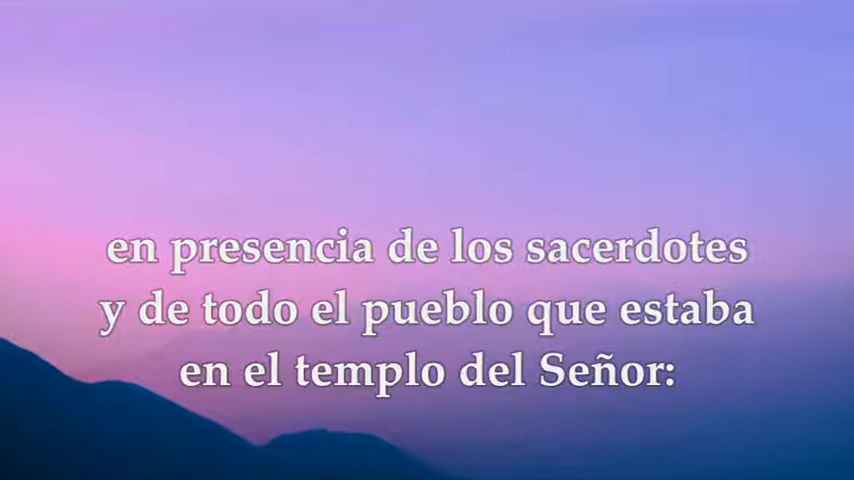 en presencia de los sacerdotes
y de todo el pueblo que estaba
en el templo del Señor: